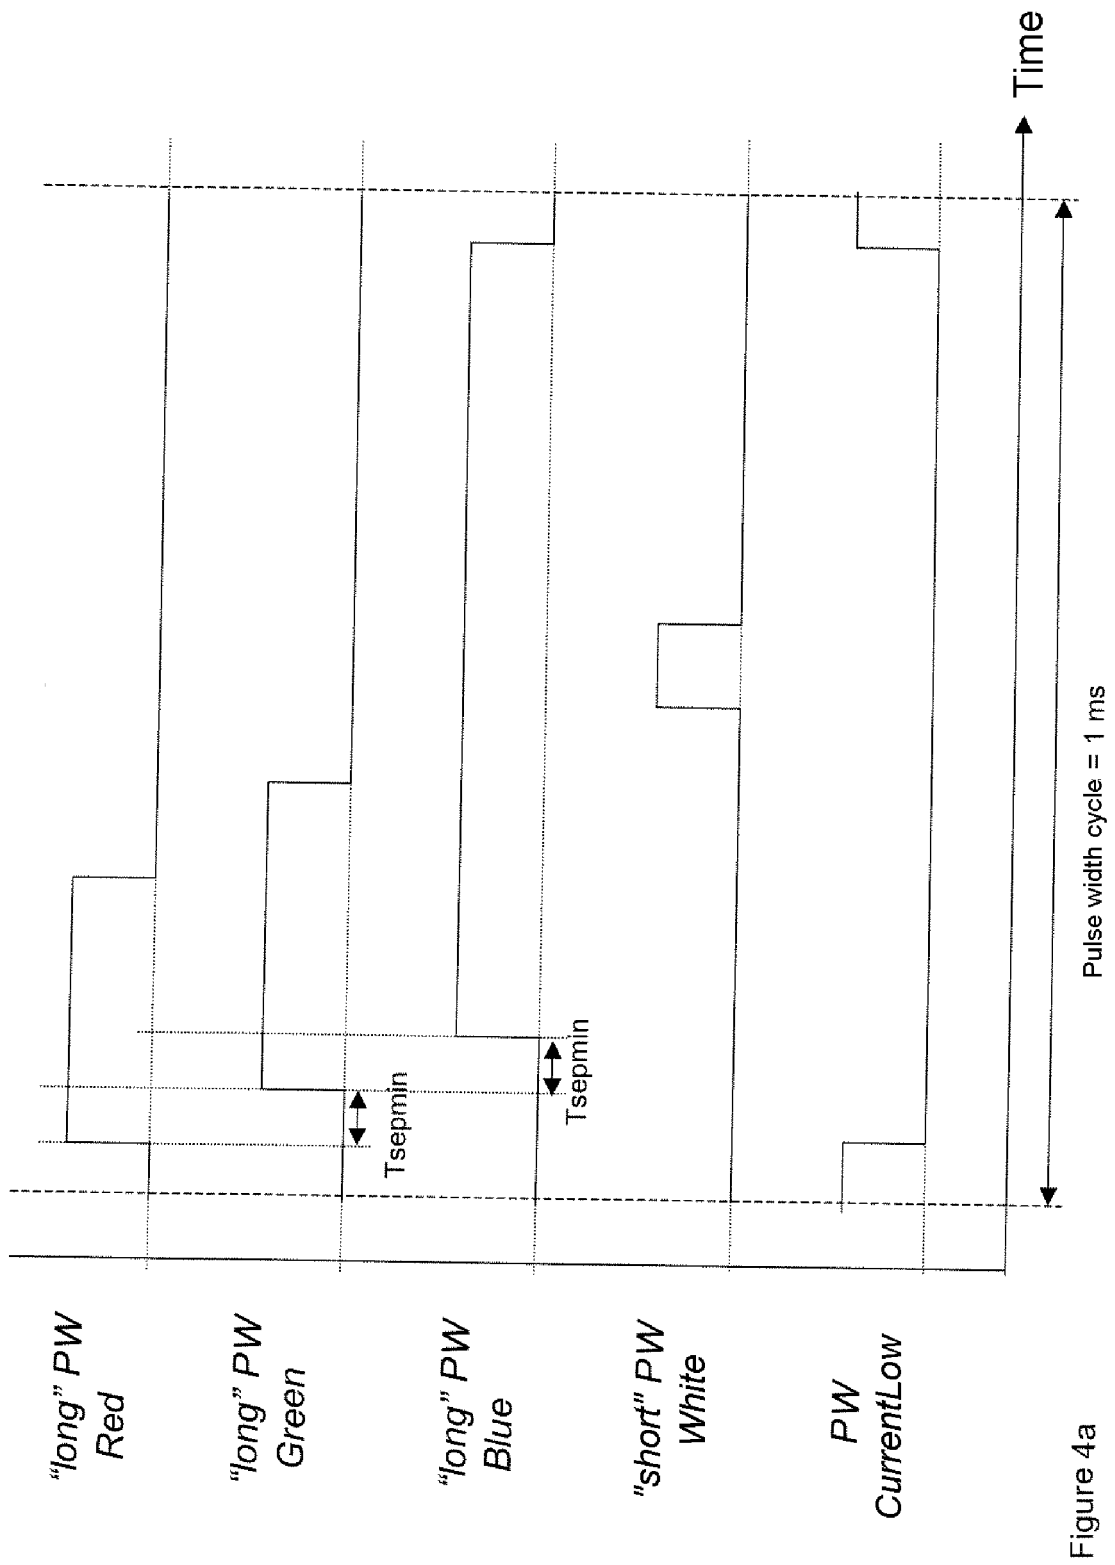 “long” PW
Red
“long” PW
Green
“long” PW
Blue
"short" PW
White
PW
CurrentLow
Tsepmin
Tsepmin
Time
Pulse width cycle = 1 ms
Figure 4a